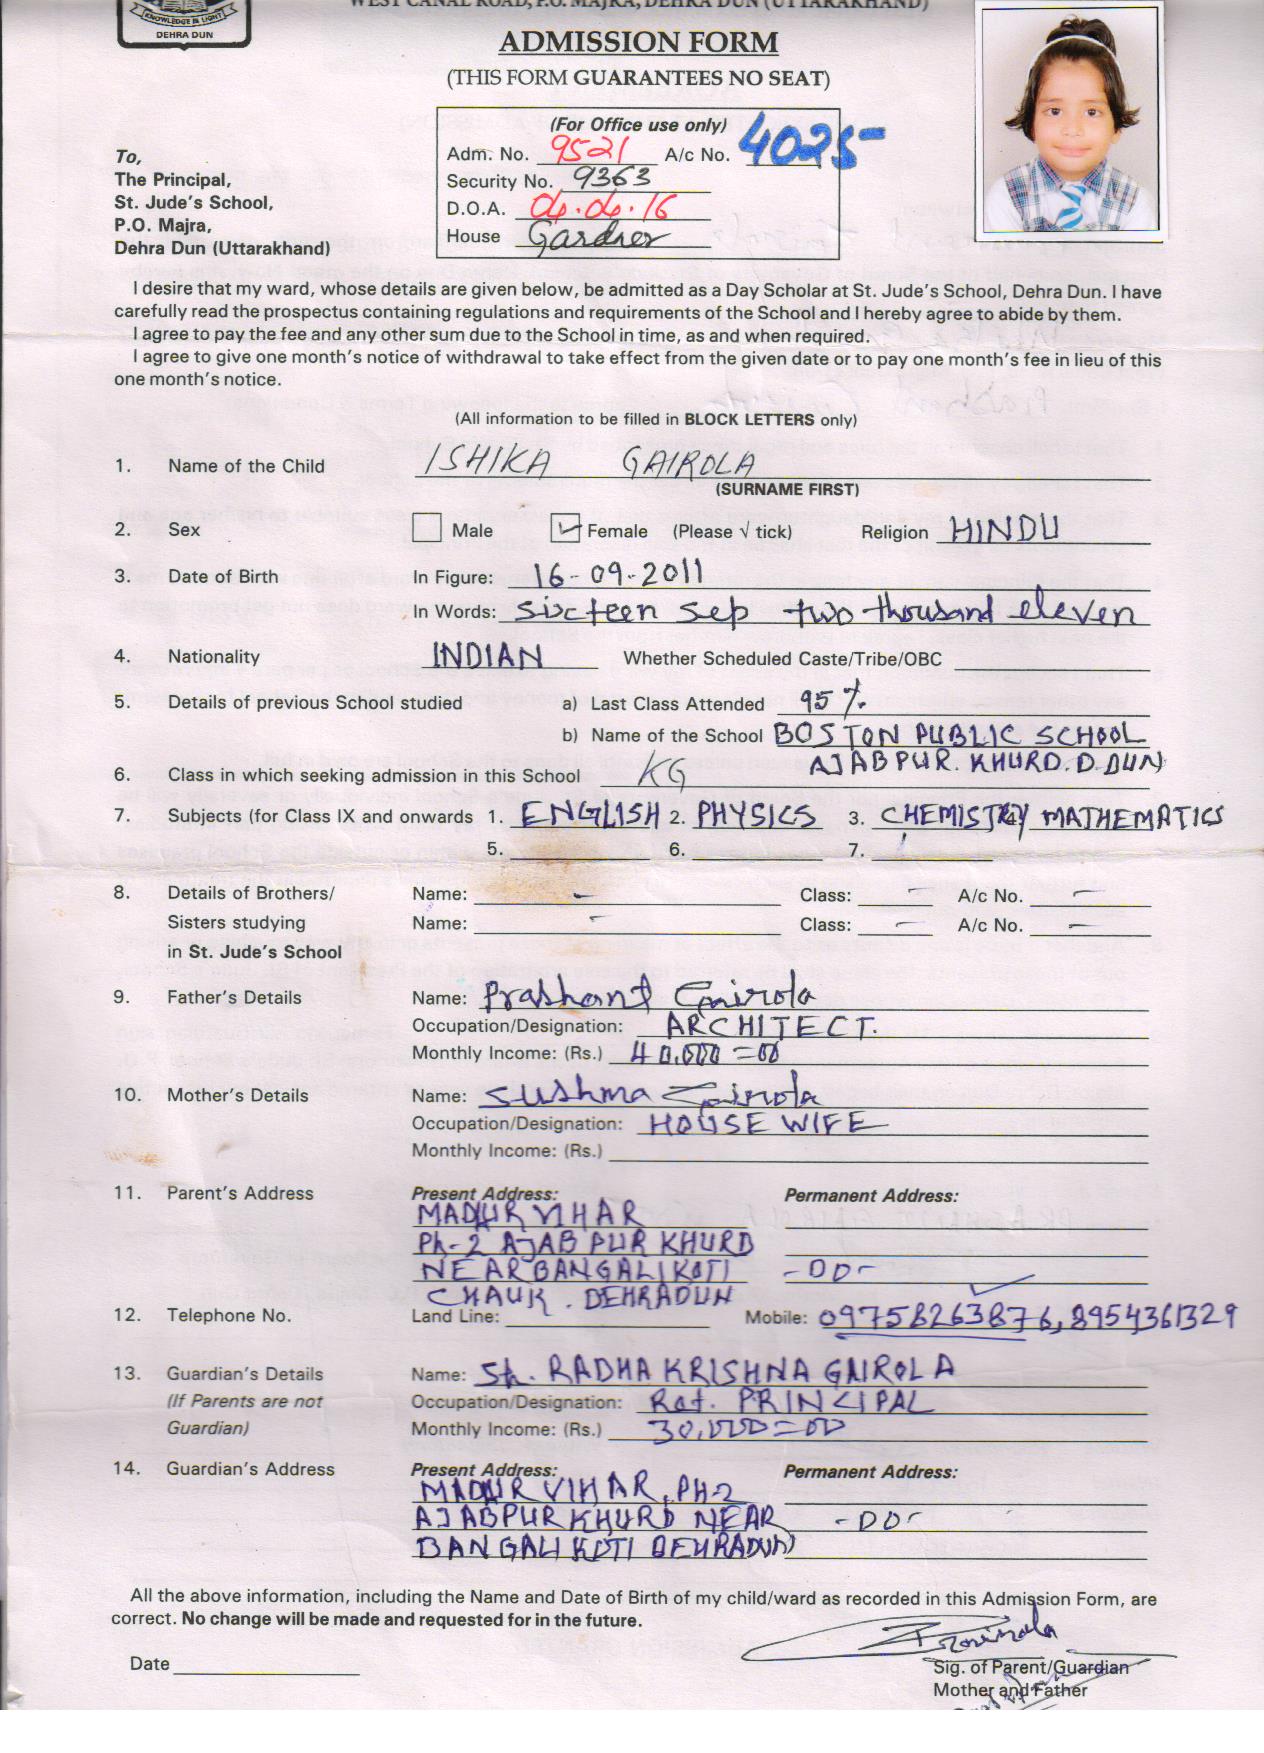 KNOWLEDGE IS LIGHT
DEHRA DUN
WEST CANAL ROAD, P.O. MAJRA, DEHRA DUN (UTTARAKHAND)
ADMISSION FORM
(THIS FORM GUARANTEES NO SEAT)
(For Office use only)
Adm. No. 9521 A/c No. 4025
Security No. 9363
D.O.A. 04.04.16
House Gardner
To,
The Principal,
St. Jude's School,
P.O. Majra,
Dehra Dun (Uttarakhand)
I desire that my ward, whose details are given below, be admitted as a Day Scholar at St. Jude's School, Dehra Dun. I have
carefully read the prospectus containing regulations and requirements of the School and I hereby agree to abide by them.
I agree to pay the fee and any other sum due to the School in time, as and when required.
I agree to give one month's notice of withdrawal to take effect from the given date or to pay one month's fee in lieu of this
one month's notice.
(All information to be filled in BLOCK LETTERS only)
1. Name of the Child ISHIKA GAIROLA
(SURNAME FIRST)
2. Sex Male Female (Please √ tick) Religion HINDU
3. Date of Birth In Figure: 16-09-2011
In Words: sixteen sep two thousand eleven
4. Nationality INDIAN Whether Scheduled Caste/Tribe/OBC
5. Details of previous School studied a) Last Class Attended 95 %
b) Name of the School BOSTON PUBLIC SCHOOL
AJABPUR. KHURD. D.DUN
6. Class in which seeking admission in this School KG
7. Subjects (for Class IX and onwards 1. ENGLISH 2. PHYSICS 3. CHEMISTRY 4. MATHEMATICS
5. 6. 7.
8. Details of Brothers/ Name: - Class: - A/c No. -
Sisters studying Name: - Class: - A/c No. -
in St. Jude's School
9. Father's Details Name: Prashant Gairola
Occupation/Designation: ARCHITECT.
Monthly Income: (Rs.) 40,000=00
10. Mother's Details Name: Sushma Gairola
Occupation/Designation: HOUSE WIFE
Monthly Income: (Rs.)
11. Parent's Address Present Address: Permanent Address:
MADUR VIHAR
Ph-2 AJABPUR KHURD
NEAR BANGALI KOTI -DO-
CHAUK. DEHRADUN
12. Telephone No. Land Line: Mobile: 09758263876, 8954361329
13. Guardian's Details Name: Sh. RADHA KRISHNA GAIROLA
(If Parents are not Occupation/Designation: Rat. PRINCIPAL
Guardian) Monthly Income: (Rs.) 30,000=00
14. Guardian's Address Present Address: Permanent Address:
MADUR VIHAR, PH-2
AJABPUR KHURD NEAR -DO-
BANGALI KOTI DEHRADUN
All the above information, including the Name and Date of Birth of my child/ward as recorded in this Admission Form, are
correct. No change will be made and requested for in the future.
Gairola
Date Sig. of Parent/Guardian
Mother and Father